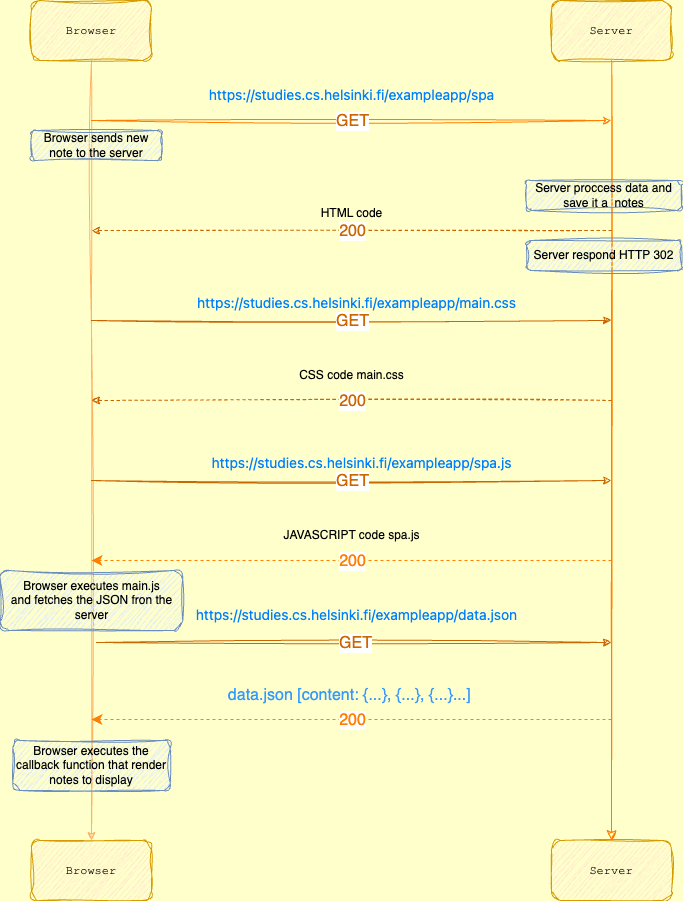 Browser
Server
https://studies.cs.helsinki.fi/exampleapp/spa
GET
Browser sends new
note to the server
Server proccess data and
save it a notes
HTML code
200
Server respond HTTP 302
https://studies.cs.helsinki.fi/exampleapp/main.css
GET
CSS code main.css
200
https://studies.cs.helsinki.fi/exampleapp/spa.js
GET
JAVASCRIPT code spa.js
200
Browser executes main.js
and fetches the JSON fron the
server
https://studies.cs.helsinki.fi/exampleapp/data.json
GET
data.json [content: {...}, {...}, {...}...]
200
Browser executes the
callback function that render
notes to display
Browser
Server